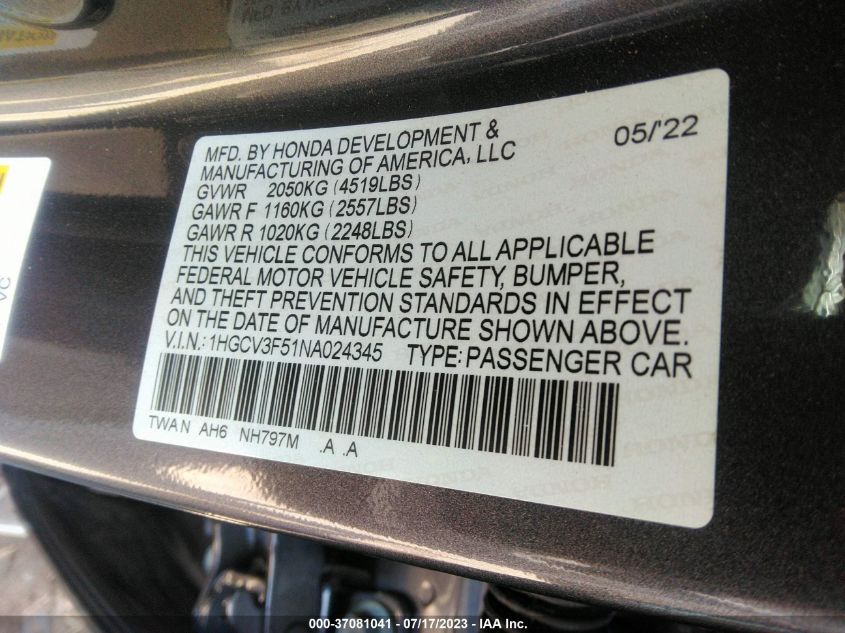 MFD. BY HONDA DEVELOPMENT & 05/'22
MANUFACTURING OF AMERICA, LLC
GVWR 2050KG (4519LBS)
GAWR F 1160KG (2557LBS)
GAWR R 1020KG (2248LBS)
THIS VEHICLE CONFORMS TO ALL APPLICABLE
FEDERAL MOTOR VEHICLE SAFETY, BUMPER,
AND THEFT PREVENTION STANDARDS IN EFFECT
ON THE DATE OF MANUFACTURE SHOWN ABOVE.
V.I.N.: 1HGCV3F51NA024345 TYPE: PASSENGER CAR
TWA N AH6 NH797M .A .A
VC
000-37081041 / 07/17/2023 / IAA, LLC.